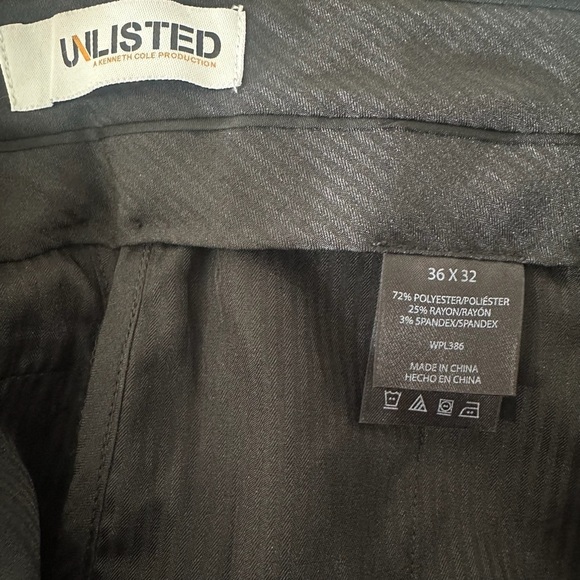 UNLISTED
A KENNETH COLE PRODUCTION
36 X 32
72% POLYESTER/POLIÉSTER
25% RAYON/RAYÓN
3% SPANDEX/SPANDEX
WPL386
MADE IN CHINA
HECHO EN CHINA